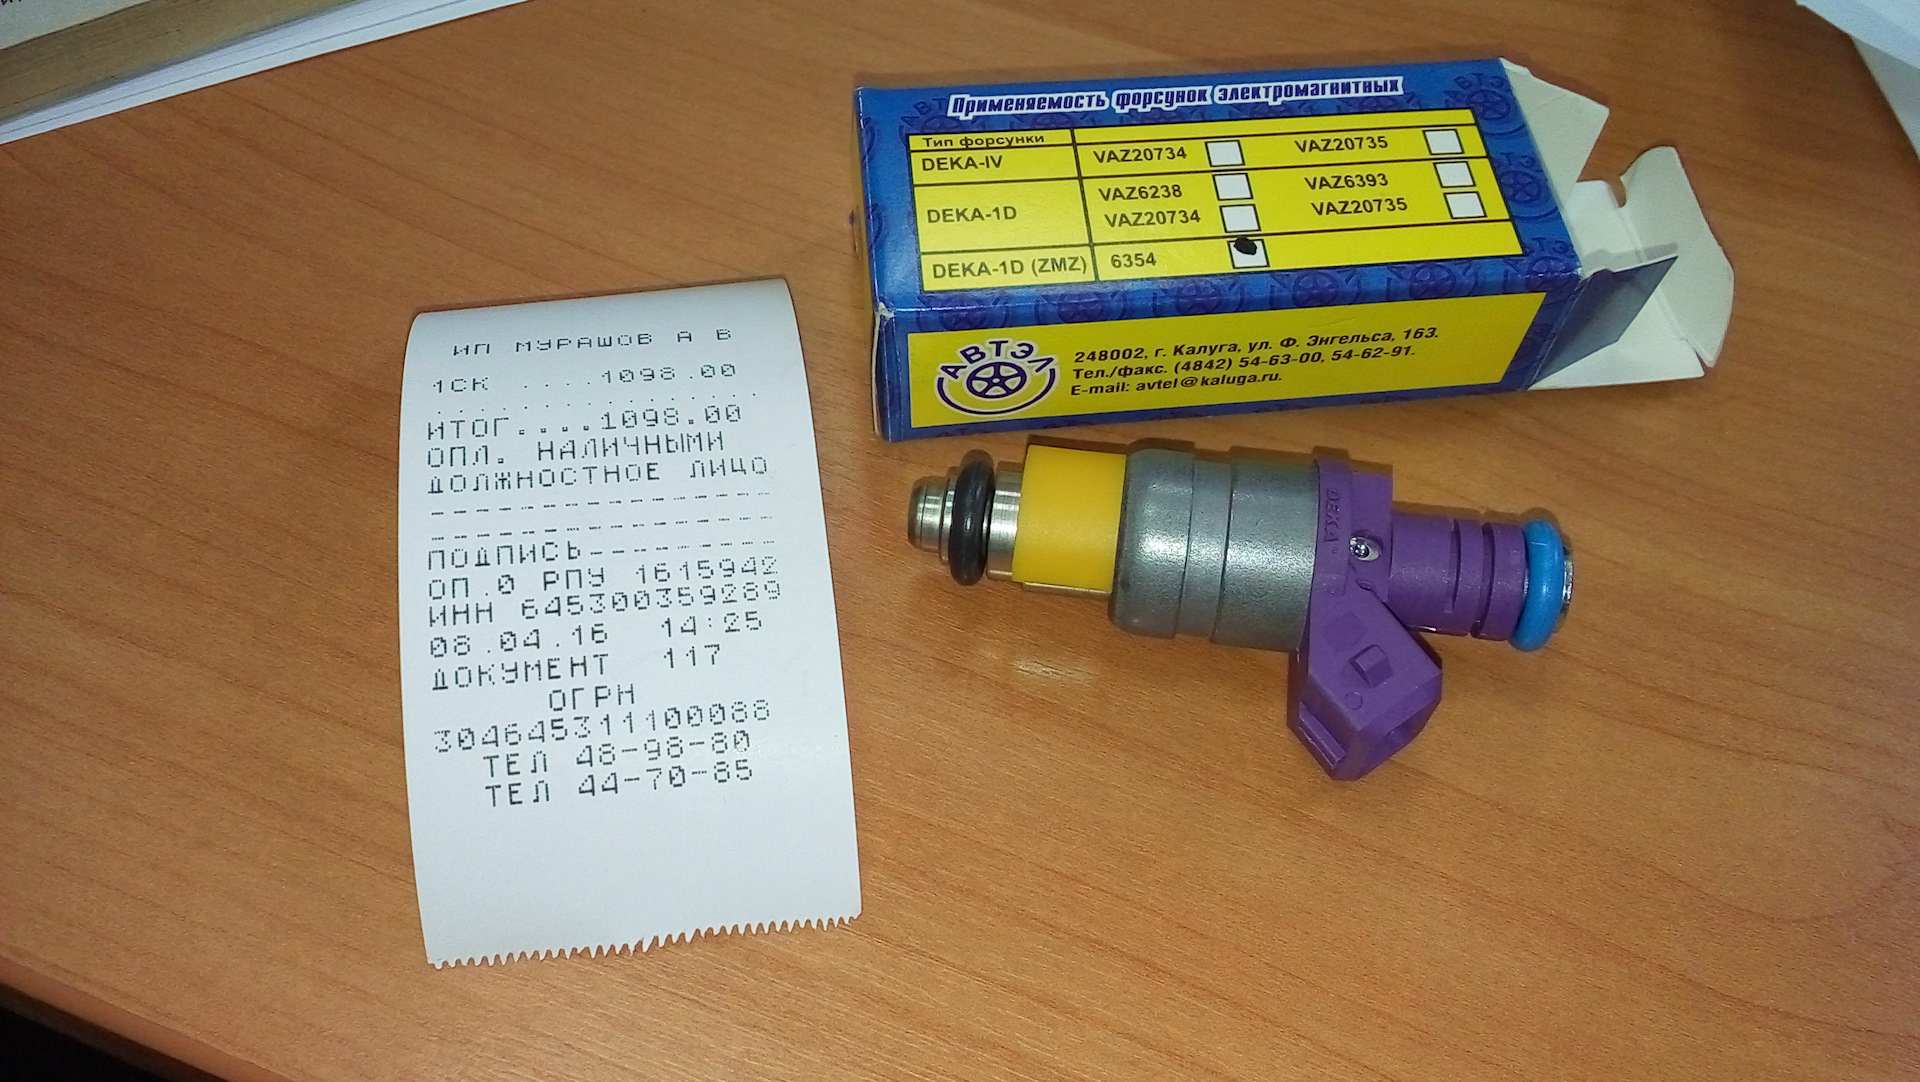 ИП МУРАШОВ А В
1СК ....1098.00
ИТОГ....1098.00
ОПЛ. НАЛИЧНЫМИ
ДОЛЖНОСТНОЕ ЛИЦО
ПОДПИСЬ
ОП.0 РПУ 1615942
ИНН 645300359289
08.04.16 14:25
ДОКУМЕНТ 117
ОГРН
304645311100088
ТЕЛ 48-98-80
ТЕЛ 44-70-85
Применяемость форсунок электромагнитных
Тип форсунки
DEKA-IV VAZ20734 VAZ20735
DEKA-1D VAZ6238 VAZ6393
VAZ20734 VAZ20735
DEKA-1D (ZMZ) 6354
АВТЭЛ
248002, г. Калуга, ул. Ф. Энгельса, 163.
Тел./факс. (4842) 54-63-00, 54-62-91.
E-mail: avtel@kaluga.ru.
DEKA